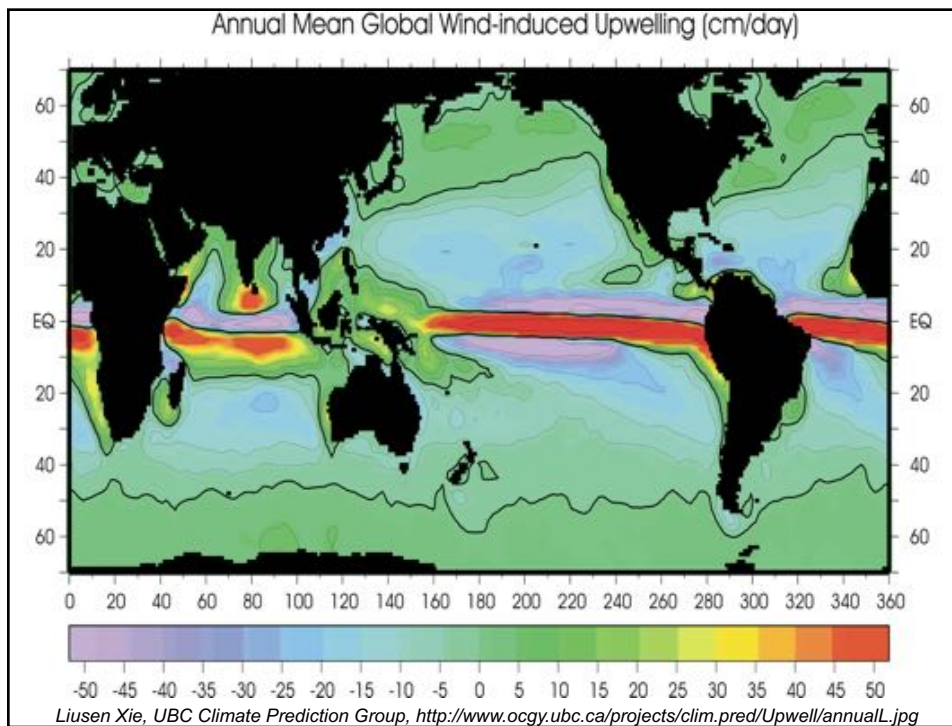 Annual Mean Global Wind-induced Upwelling (cm/day)
60 60
40 40
20 20
EQ EQ
20 20
40 40
60 60
0 20 40 60 80 100 120 140 160 180 200 220 240 260 280 300 320 340 360
-50 -45 -40 -35 -30 -25 -20 -15 -10 -5 0 5 10 15 20 25 30 35 40 45 50
Liusen Xie, UBC Climate Prediction Group, http://www.ocgy.ubc.ca/projects/clim.pred/Upwell/annualL.jpg